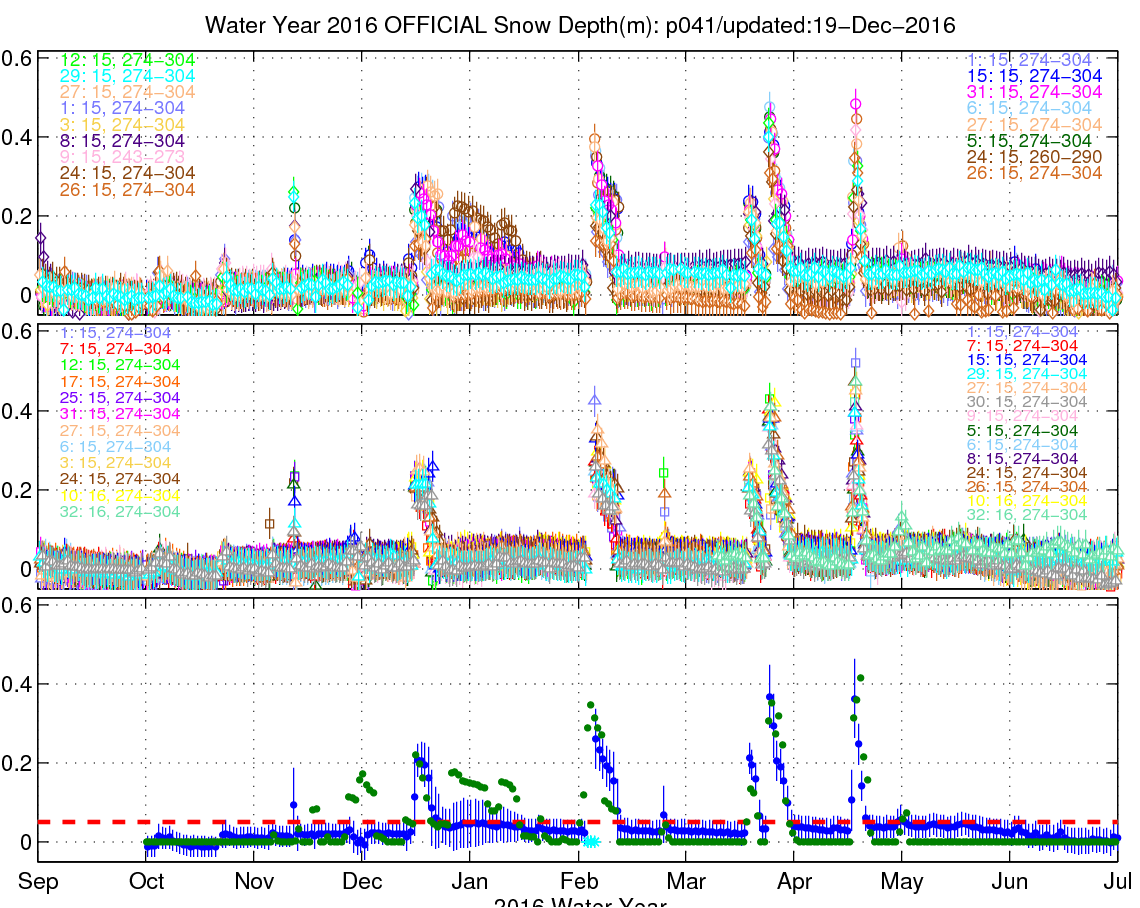 Water Year 2016 OFFICIAL Snow Depth(m): p041/updated:19−Dec−2016
0.6
12: 15, 274−304
29: 15, 274−304
27: 15, 274−304
1: 15, 274−304
3: 15, 274−304
8: 15, 274−304
9: 15, 243−273
24: 15, 274−304
26: 15, 274−304
1: 15, 274−304
15: 15, 274−304
31: 15, 274−304
6: 15, 274−304
27: 15, 274−304
5: 15, 274−304
24: 15, 260−290
26: 15, 274−304
0.4
0.2
0
0.6
1: 15, 274−304
7: 15, 274−304
12: 15, 274−304
17: 15, 274−304
25: 15, 274−304
31: 15, 274−304
27: 15, 274−304
6: 15, 274−304
3: 15, 274−304
24: 15, 274−304
10: 16, 274−304
32: 16, 274−304
1: 15, 274−304
7: 15, 274−304
15: 15, 274−304
29: 15, 274−304
27: 15, 274−304
30: 15, 274−304
9: 15, 274−304
5: 15, 274−304
6: 15, 274−304
8: 15, 274−304
24: 15, 274−304
26: 15, 274−304
10: 16, 274−304
32: 16, 274−304
0.4
0.2
0
0.6
0.4
0.2
0
Sep Oct Nov Dec Jan Feb Mar Apr May Jun Jul
2016 Water Year